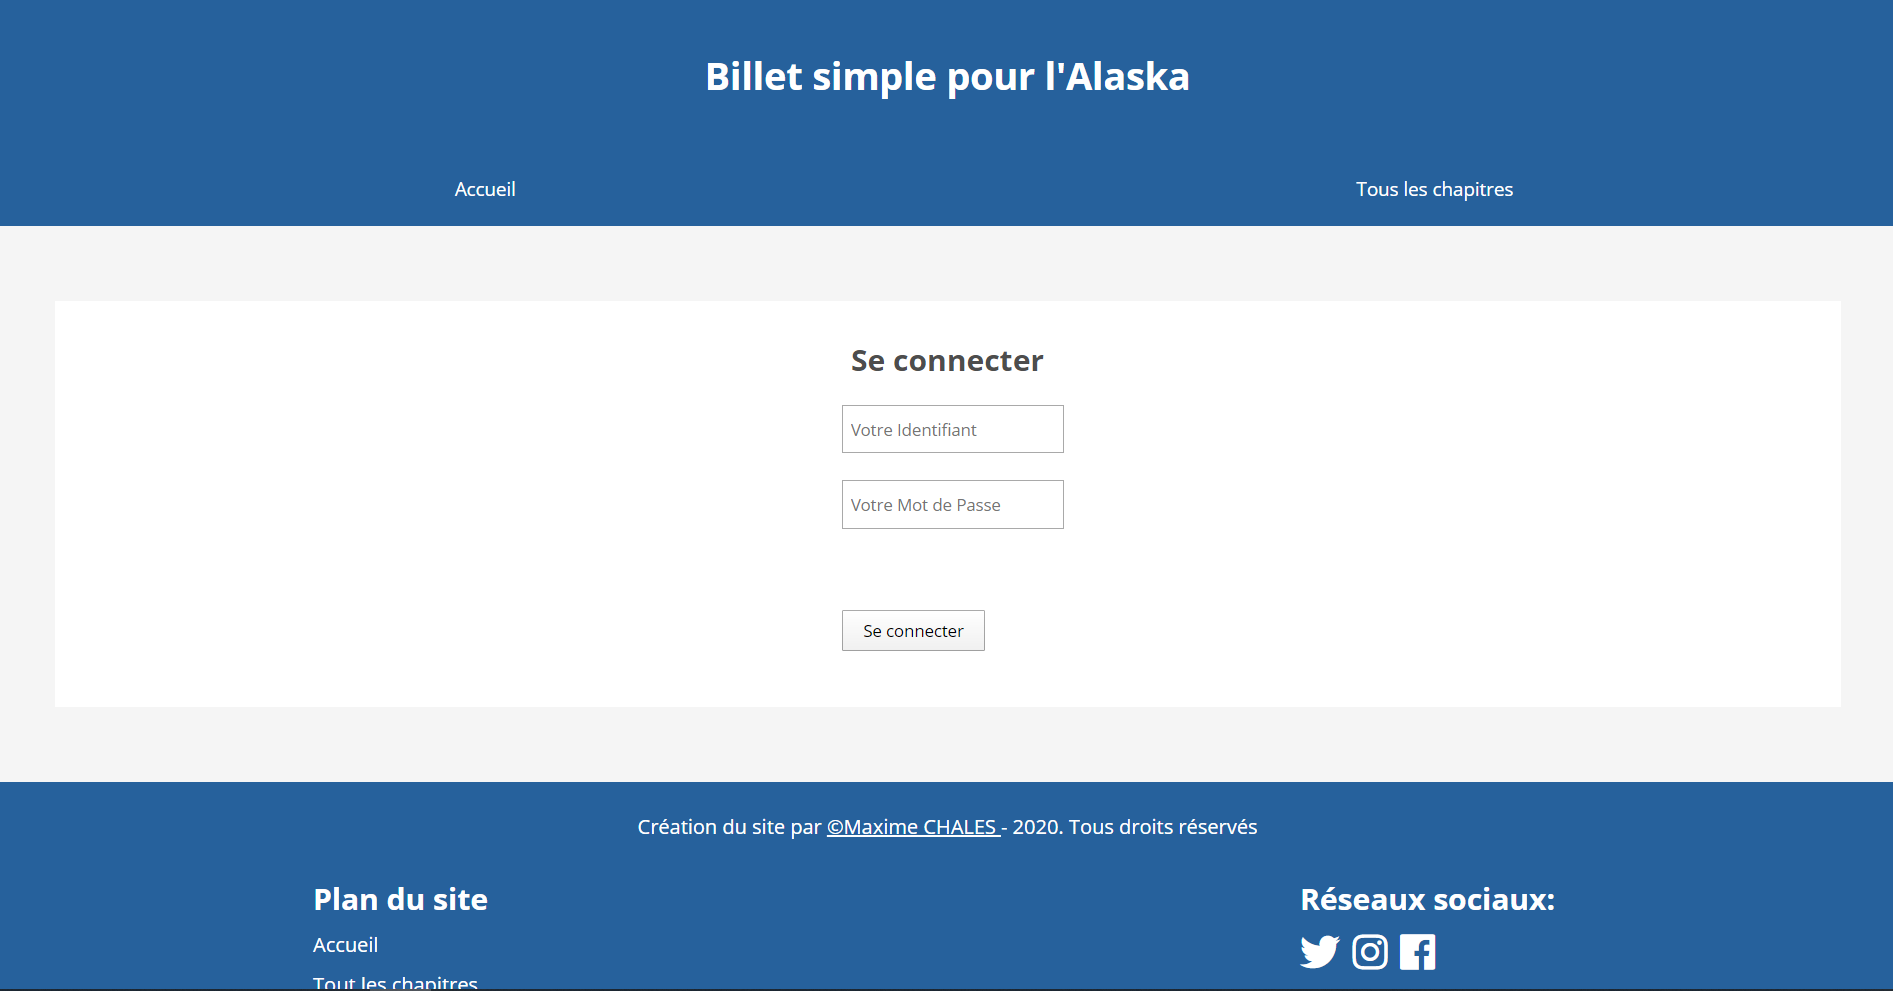 Billet simple pour l'Alaska
Accueil
Tous les chapitres
Se connecter
Votre Identifiant
Votre Mot de Passe
Se connecter
Création du site par ©Maxime CHALES - 2020. Tous droits réservés
Plan du site
Réseaux sociaux:
Accueil
Tout les chapitres